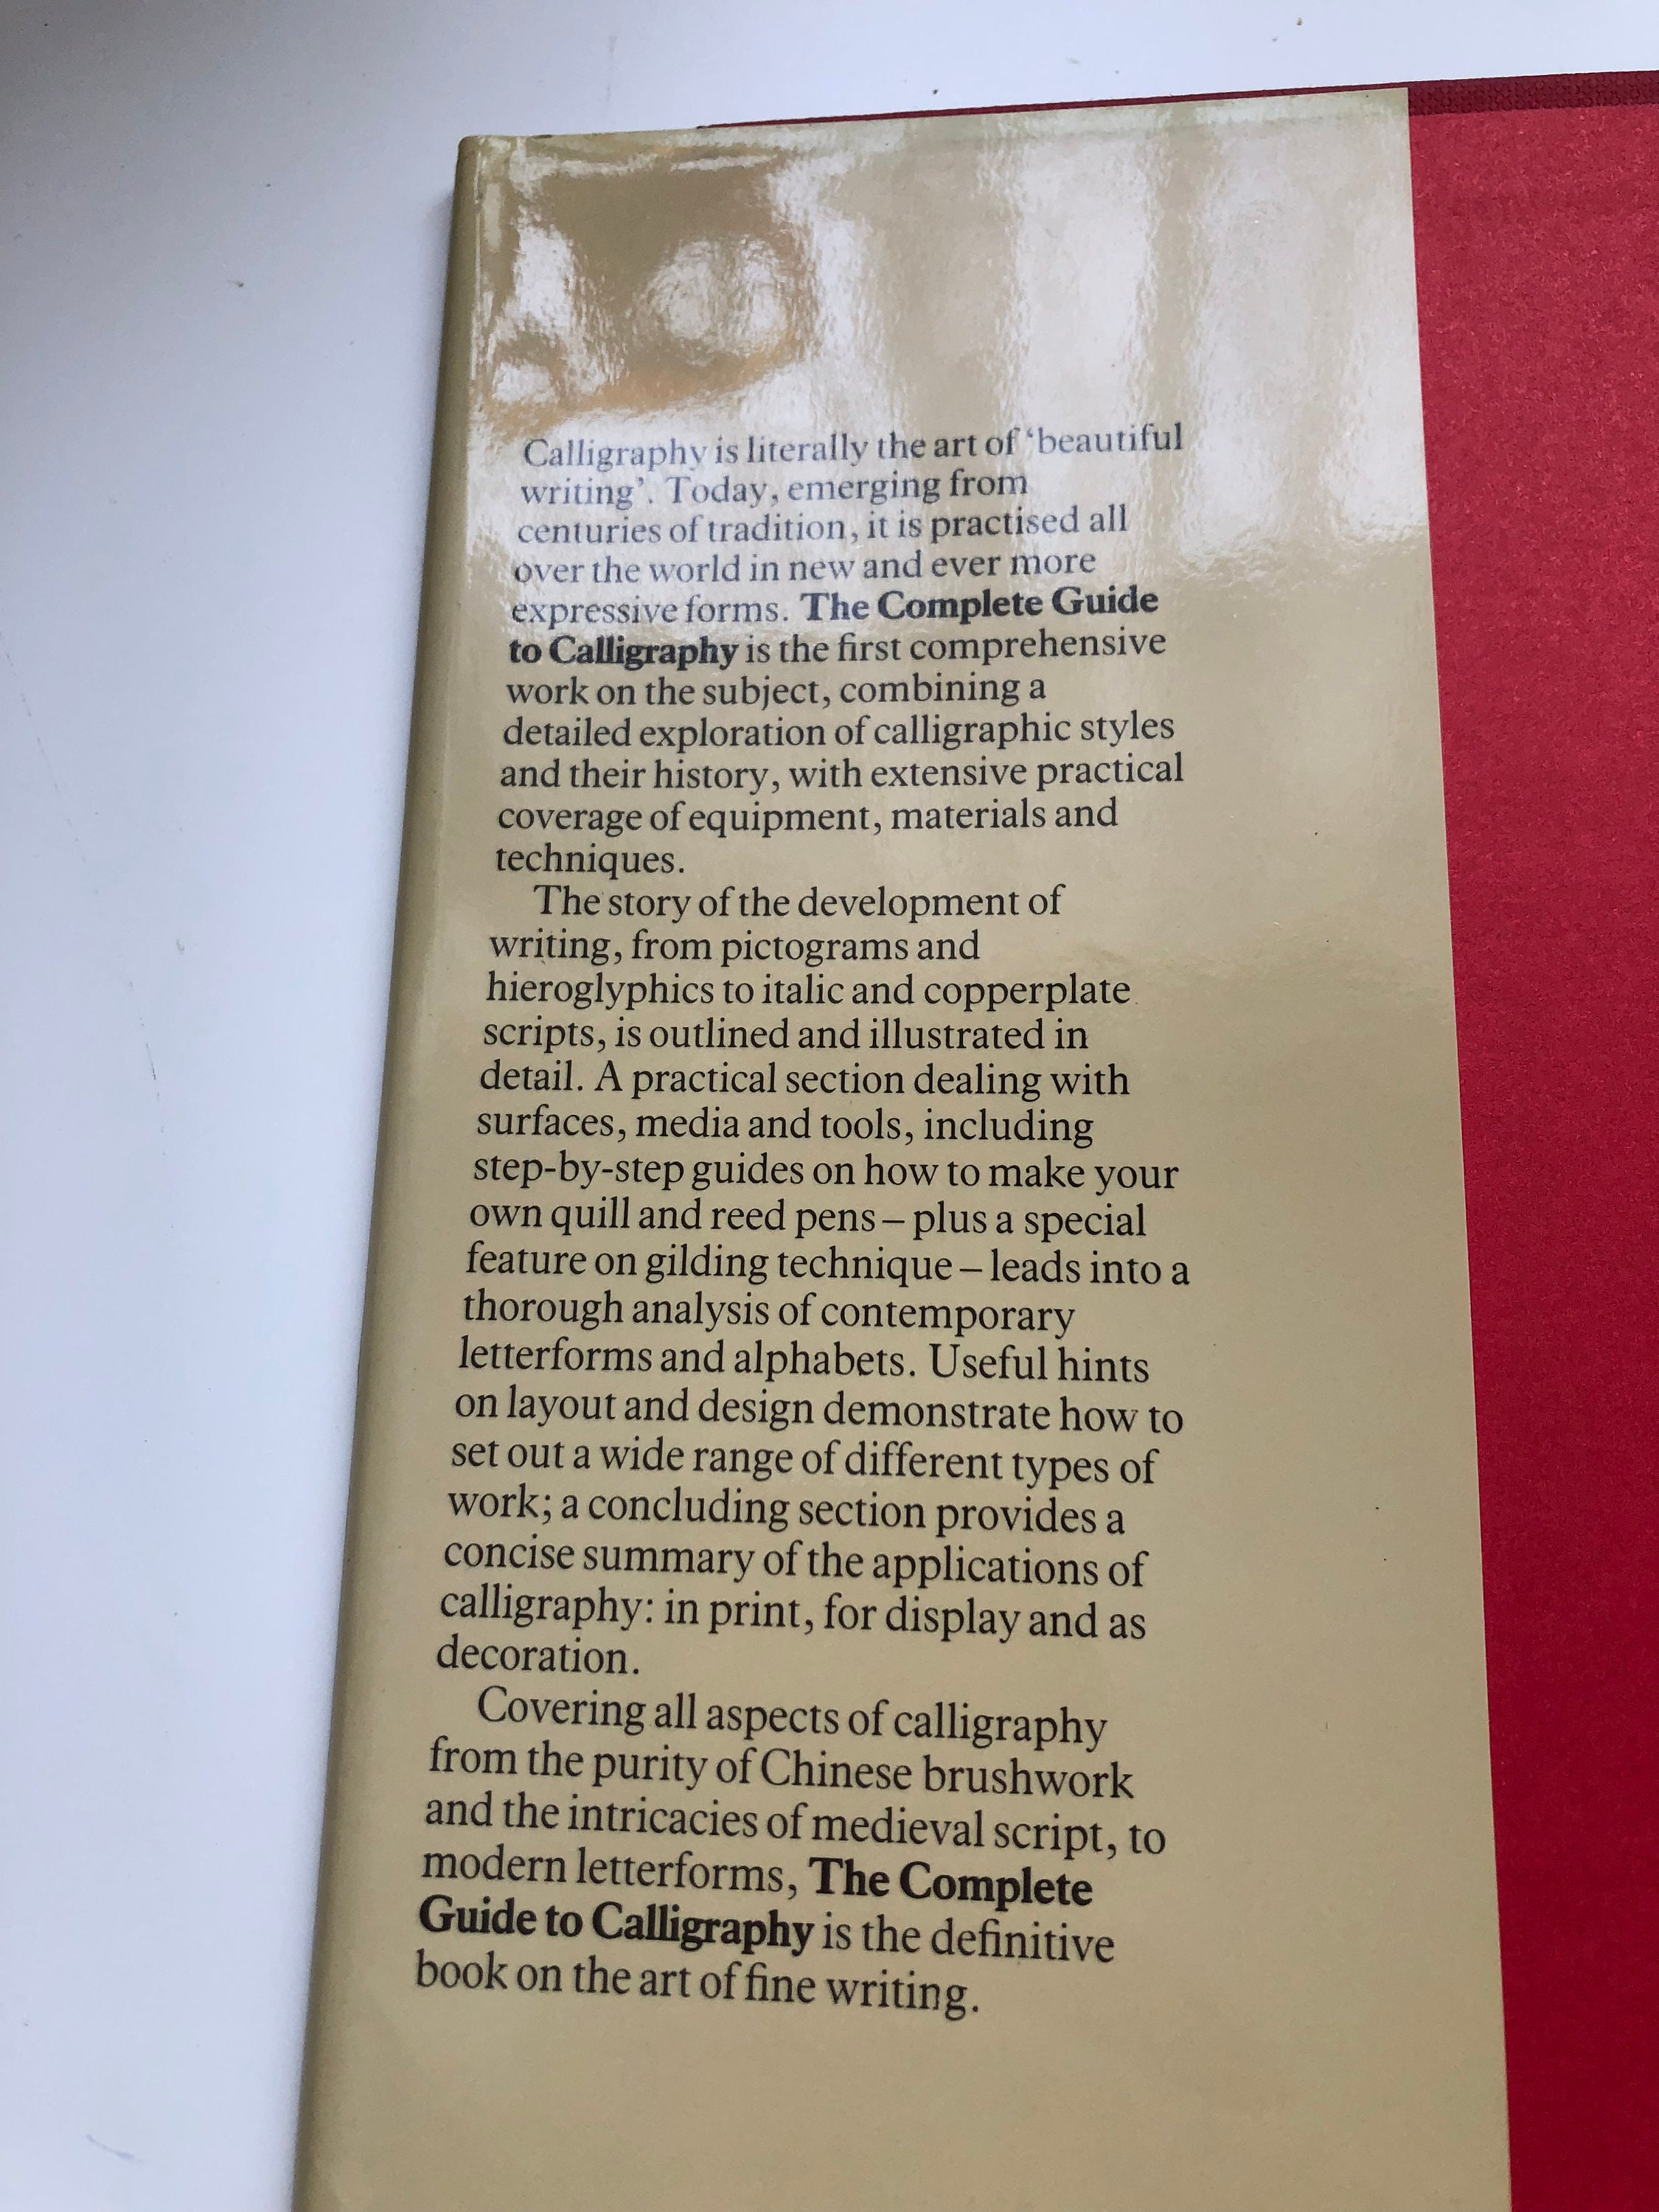 Calligraphy is literally the art of ‘beautiful
writing’. Today, emerging from
centuries of tradition, it is practised all
over the world in new and ever more
expressive forms. The Complete Guide
to Calligraphy is the first comprehensive
work on the subject, combining a
detailed exploration of calligraphic styles
and their history, with extensive practical
coverage of equipment, materials and
techniques.
The story of the development of
writing, from pictograms and
hieroglyphics to italic and copperplate
scripts, is outlined and illustrated in
detail. A practical section dealing with
surfaces, media and tools, including
step-by-step guides on how to make your
own quill and reed pens – plus a special
feature on gilding technique – leads into a
thorough analysis of contemporary
letterforms and alphabets. Useful hints
on layout and design demonstrate how to
set out a wide range of different types of
work; a concluding section provides a
concise summary of the applications of
calligraphy: in print, for display and as
decoration.
Covering all aspects of calligraphy
from the purity of Chinese brushwork
and the intricacies of medieval script, to
modern letterforms, The Complete
Guide to Calligraphy is the definitive
book on the art of fine writing.